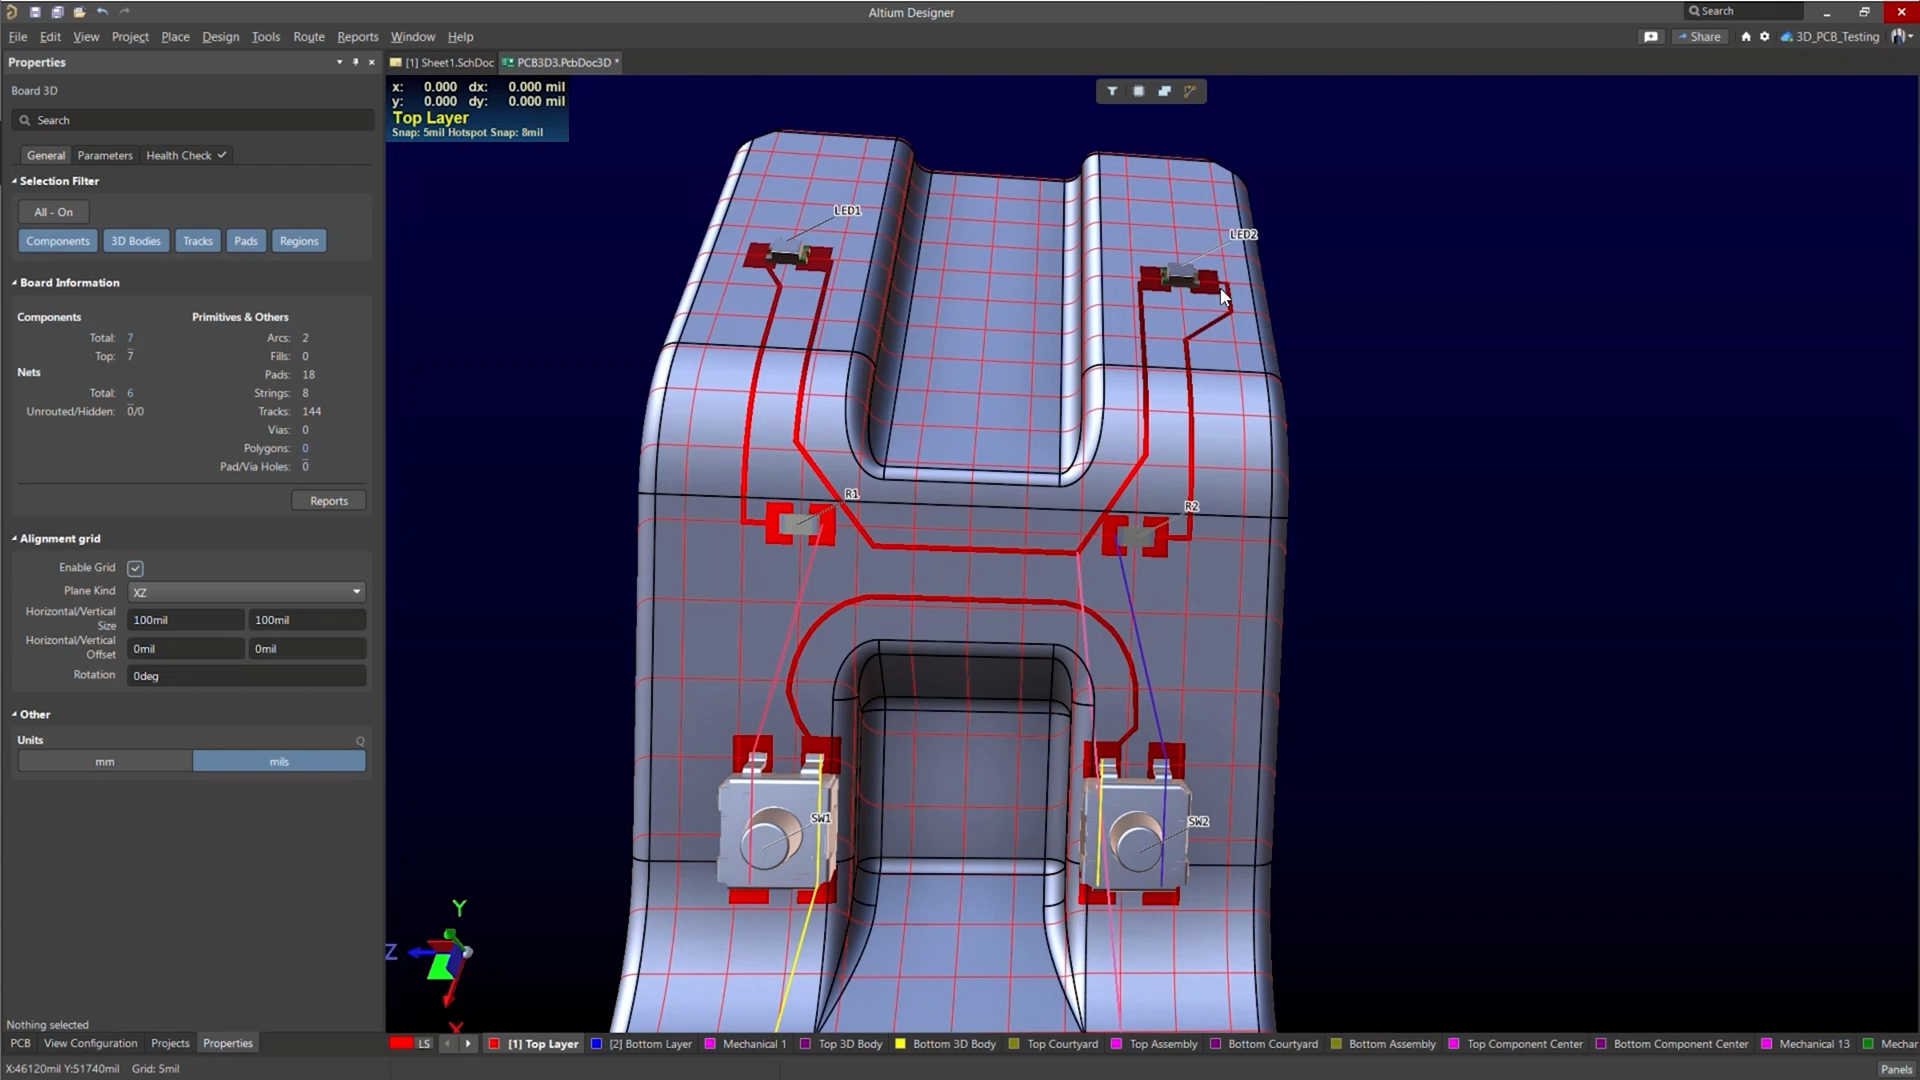 Altium Designer
Search
File Edit View Project Place Design Tools Route Reports Window Help
Share
3D_PCB_Testing
Properties
[1] Sheet1.SchDoc
PCB3D3.PcbDoc3D *
Board 3D
Search
General Parameters Health Check
Selection Filter
All - On
Components 3D Bodies Tracks Pads Regions
Board Information
Components
Primitives & Others
Total: 7
Arcs: 2
Top: 7
Fills: 0
Nets
Pads: 18
Total: 6
Strings: 8
Unrouted/Hidden: 0/0
Tracks: 144
Vias: 0
Polygons: 0
Pad/Via Holes: 0
Reports
Alignment grid
Enable Grid
Plane Kind XZ
Horizontal/Vertical Size 100mil 100mil
Horizontal/Vertical Offset 0mil 0mil
Rotation 0deg
Other
Units
mm mils
Nothing selected
PCB View Configuration Projects Properties
X:46120mil Y:51740mil Grid: 5mil
x: 0.000 dx: 0.000 mil
y: 0.000 dy: 0.000 mil
Top Layer
Snap: 5mil Hotspot Snap: 8mil
LED1
LED2
R1
R2
SW1
SW2
Y
Z
X
LS [1] Top Layer [2] Bottom Layer Mechanical 1 Top 3D Body Bottom 3D Body Top Courtyard Top Assembly Bottom Courtyard Bottom Assembly Top Component Center Bottom Component Center Mechanical 13 Mechar
Panels